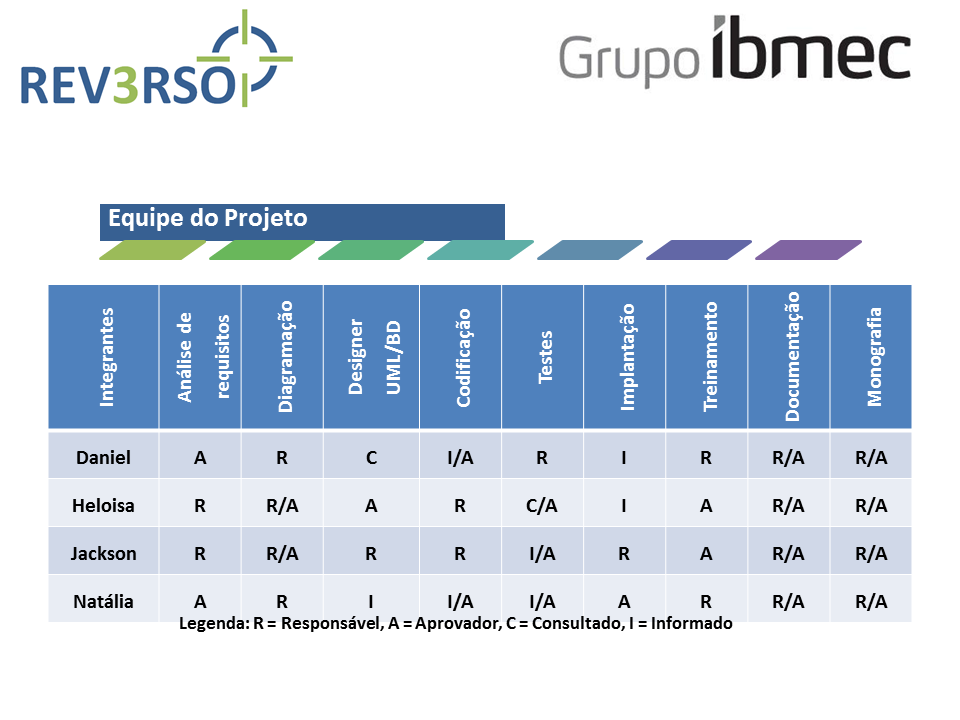 REV3RSO
Grupo ibmec
Equipe do Projeto
Integrantes
Análise de
requisitos
Diagramação
Designer
UML/BD
Codificação
Testes
Implantação
Treinamento
Documentação
Monografia
Daniel A R C I/A R I R R/A R/A
Heloisa R R/A A R C/A I A R/A R/A
Jackson R R/A R R I/A R A R/A R/A
Natália A R I I/A I/A A R R/A R/A
Legenda: R = Responsável, A = Aprovador, C = Consultado, I = Informado